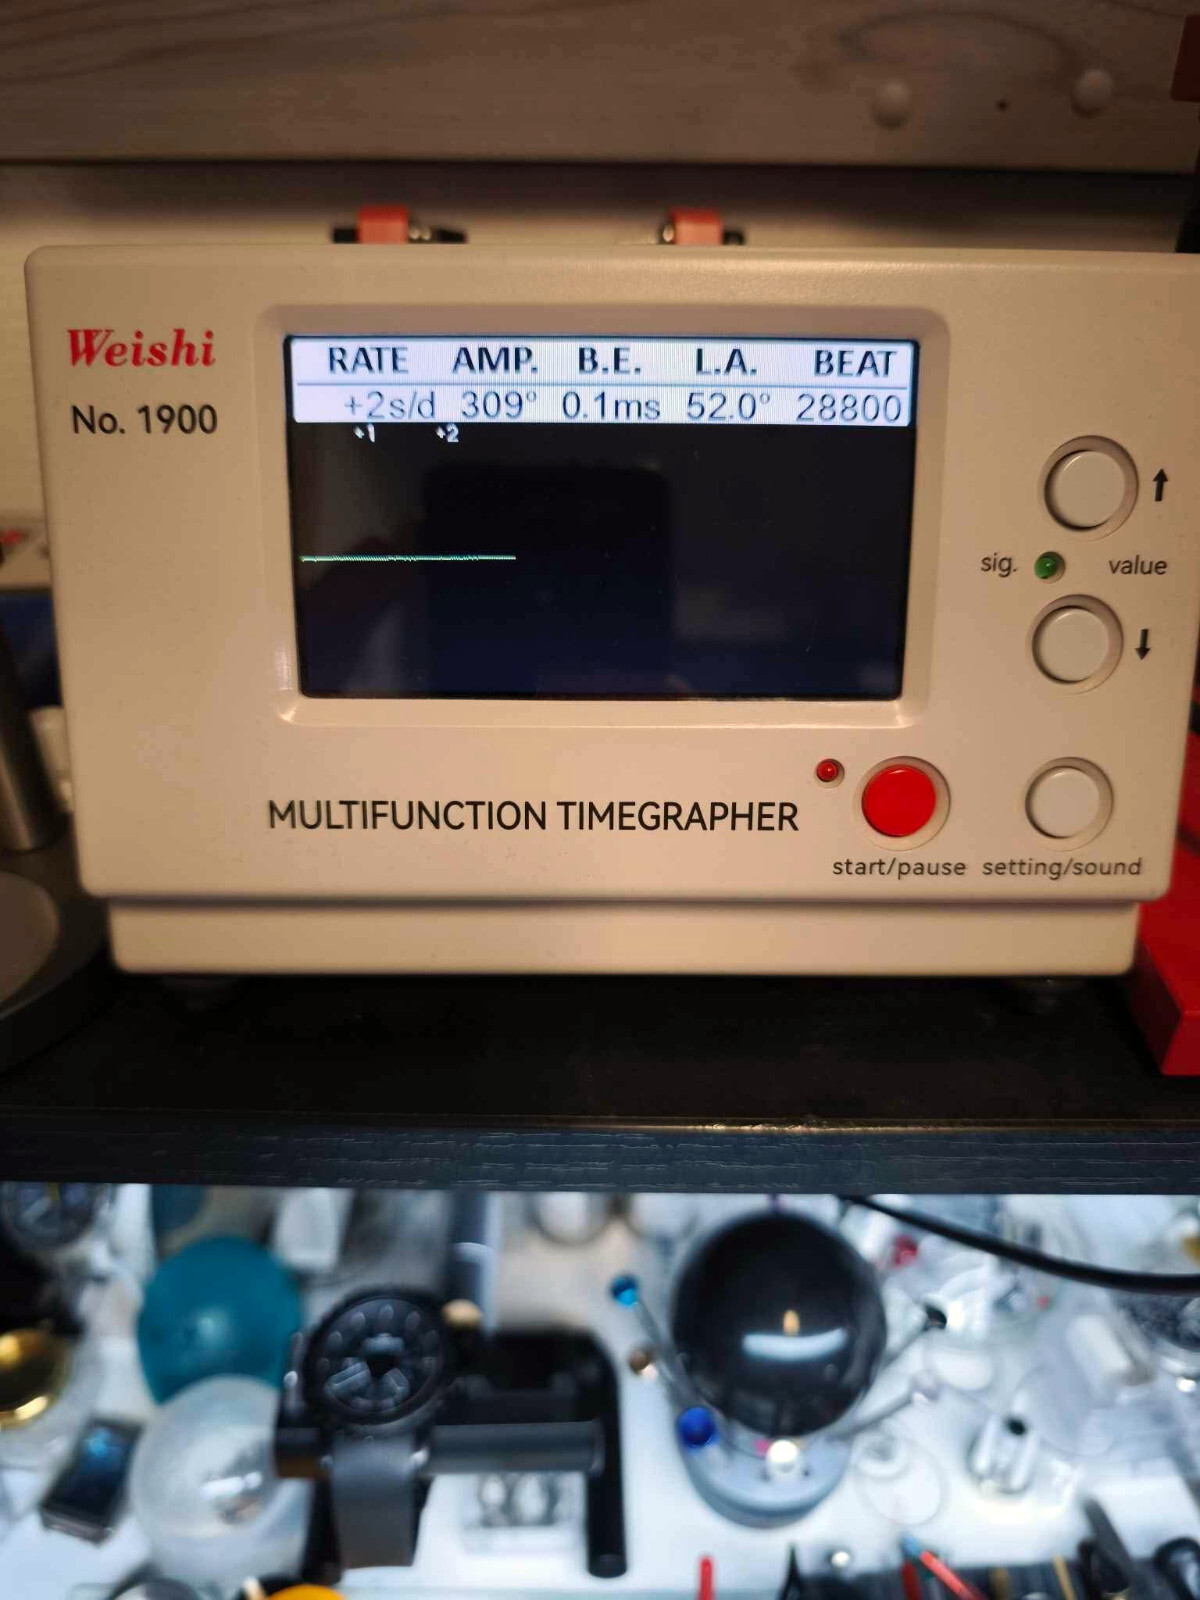 Weishi
No. 1900
RATE AMP. B.E. L.A. BEAT
+2s/d 309° 0.1ms 52.0° 28800
+1 +2
sig. value
MULTIFUNCTION TIMEGRAPHER
start/pause setting/sound